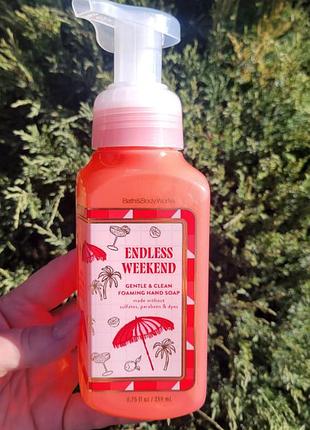 Bath&BodyWorks
ENDLESS
WEEKEND
GENTLE & CLEAN
FOAMING HAND SOAP
made without
sulfates, parabens & dyes
8.75 fl oz / 259 mL